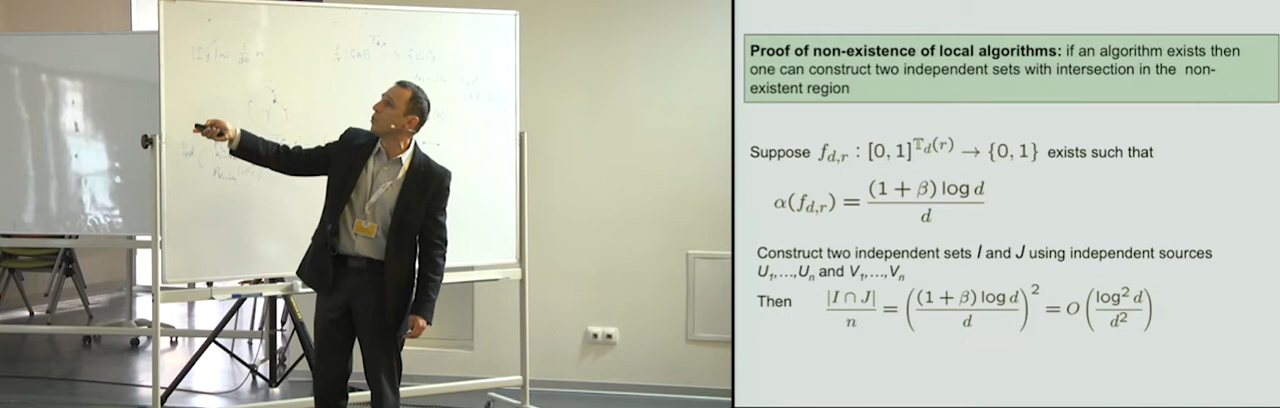 Proof of non-existence of local algorithms: if an algorithm exists then
one can construct two independent sets with intersection in the non-
existent region
Suppose f_{d,r} : [0, 1]^{𝕋_d(r)} → {0, 1} exists such that
α(f_{d,r}) = (1 + β) log d / d
Construct two independent sets I and J using independent sources
U_1,…,U_n and V_1,…,V_n
Then |I ∩ J| / n = ((1 + β) log d / d)^2 = O (log^2 d / d^2)